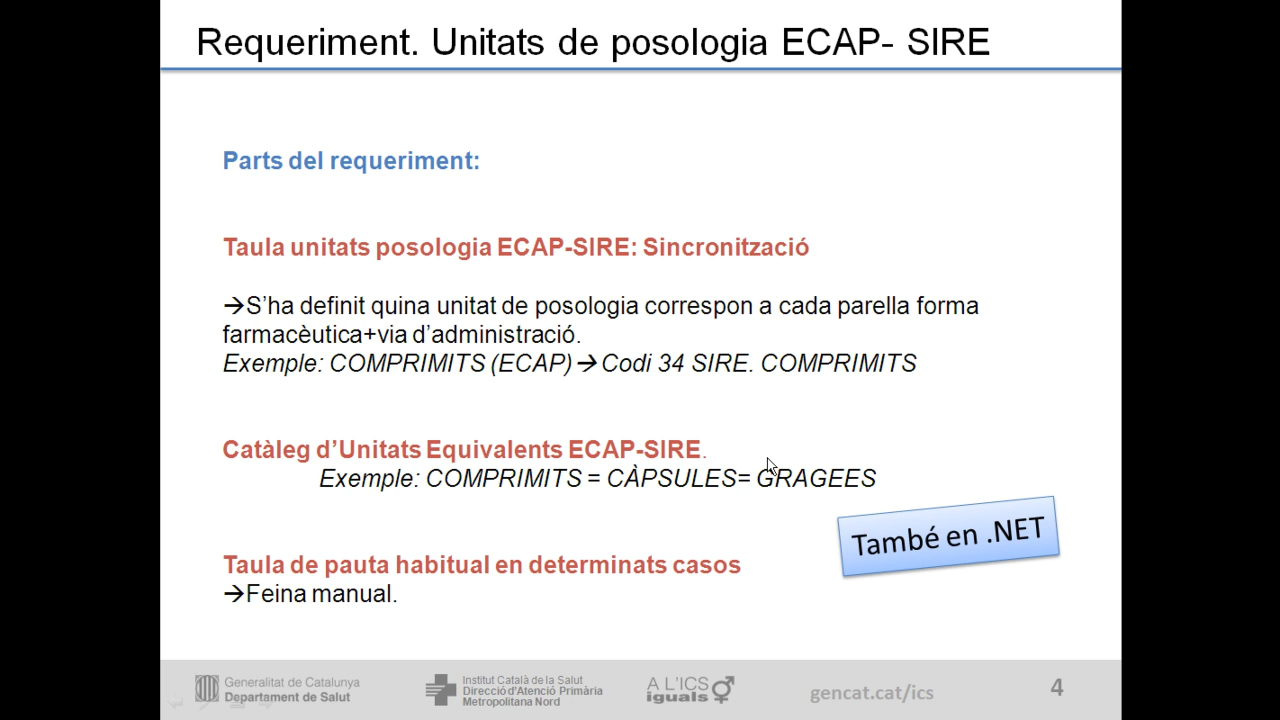 Requeriment. Unitats de posologia ECAP- SIRE
Parts del requeriment:
Taula unitats posologia ECAP-SIRE: Sincronització
→S’ha definit quina unitat de posologia correspon a cada parella forma
farmacèutica+via d’administració.
Exemple: COMPRIMITS (ECAP)→ Codi 34 SIRE. COMPRIMITS
Catàleg d’Unitats Equivalents ECAP-SIRE.
Exemple: COMPRIMITS = CÀPSULES= GRAGEES
També en .NET
Taula de pauta habitual en determinats casos
→Feina manual.
Generalitat de Catalunya
Departament de Salut
Institut Català de la Salut
Direcció d’Atenció Primària
Metropolitana Nord
A L’ICS
iguals
gencat.cat/ics
4